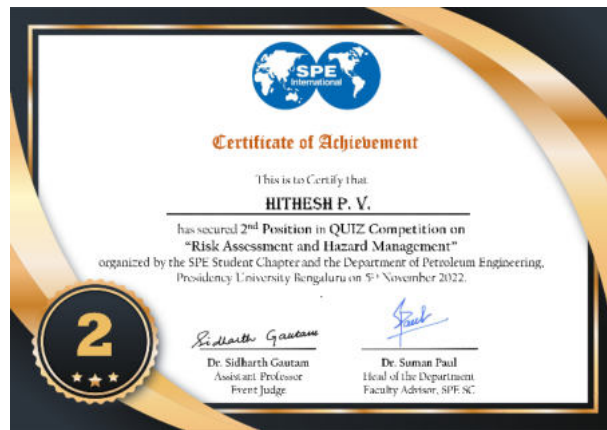 SPE
International
Certificate of Achievement
This is to Certify that
HITHESH P. V.
has secured 2nd Position in QUIZ Competition on
"Risk Assessment and Hazard Management"
organized by the SPE Student Chapter and the Department of Petroleum Engineering,
Presidency University Bengaluru on 5th November 2022.
2
Sidharth Gautam
Paul
Dr. Sidharth Gautam
Assistant Professor
Event Judge
Dr. Suman Paul
Head of the Department
Faculty Advisor, SPE SC